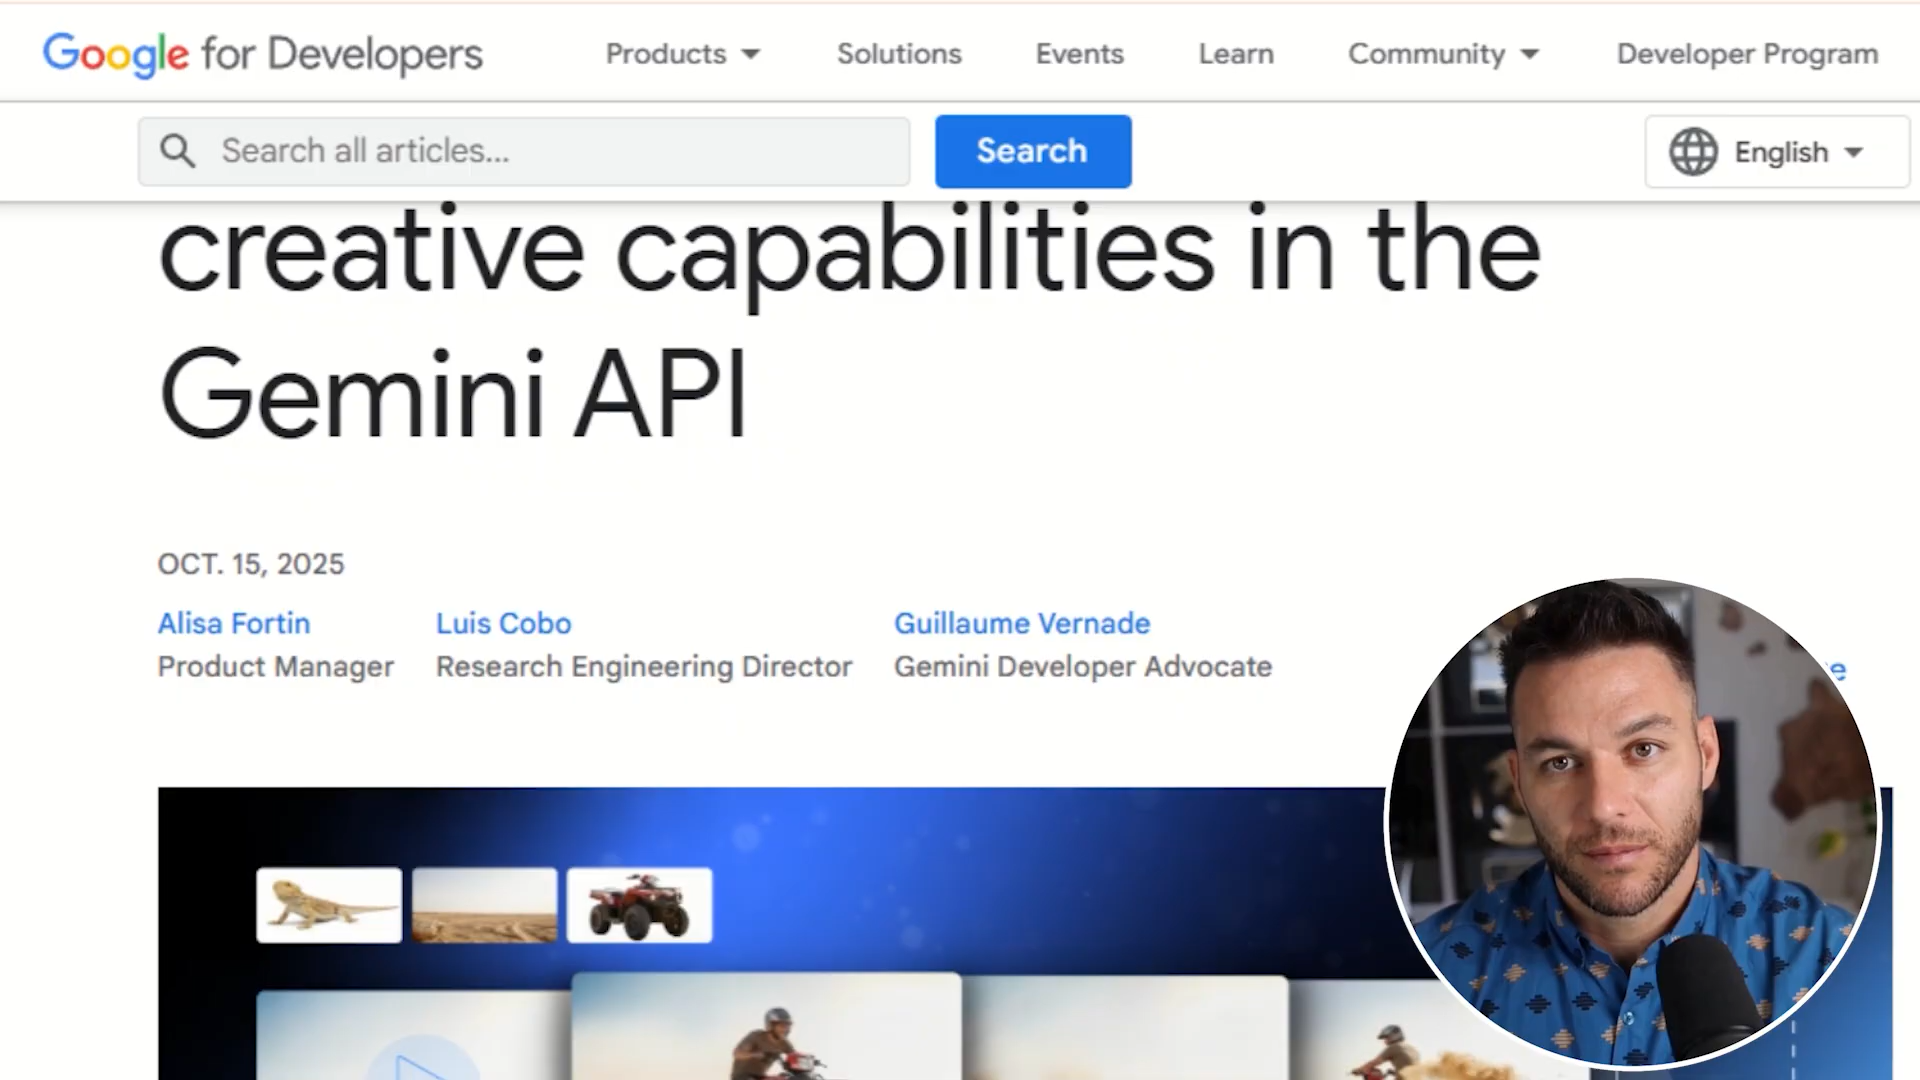 Google for Developers Products Solutions Events Learn Community Developer Program
Search all articles... Search English
creative capabilities in the
Gemini API
OCT. 15, 2025
Alisa Fortin Luis Cobo Guillaume Vernade
Product Manager Research Engineering Director Gemini Developer Advocate